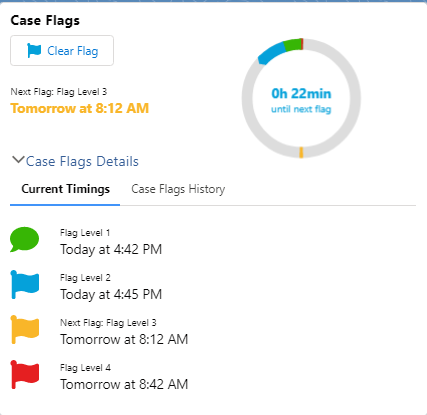 Case Flags
Clear Flag
Next Flag: Flag Level 3
Tomorrow at 8:12 AM
0h 22min
until next flag
Case Flags Details
Current Timings
Case Flags History
Flag Level 1
Today at 4:42 PM
Flag Level 2
Today at 4:45 PM
Next Flag: Flag Level 3
Tomorrow at 8:12 AM
Flag Level 4
Tomorrow at 8:42 AM